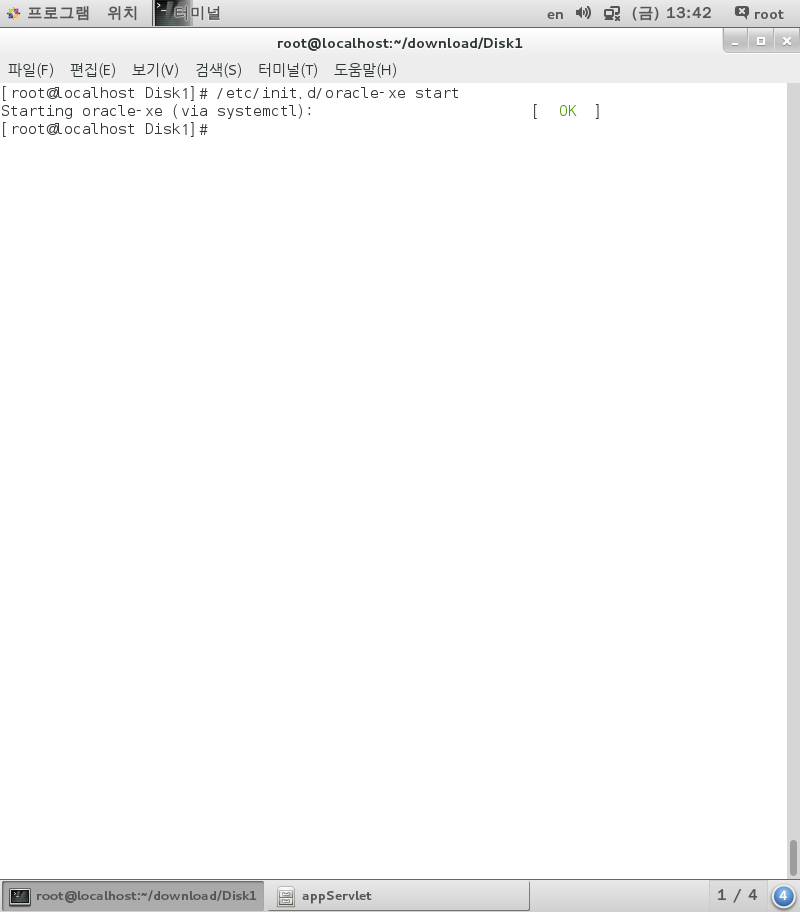 프로그램 위치 터미널 en (금) 13:42 root
root@localhost:~/download/Disk1
파일(F) 편집(E) 보기(V) 검색(S) 터미널(T) 도움말(H)
[root@localhost Disk1]# /etc/init.d/oracle-xe start
Starting oracle-xe (via systemctl): [ OK ]
[root@localhost Disk1]#
root@localhost:~/download/Disk1 appServlet 1 / 4 4